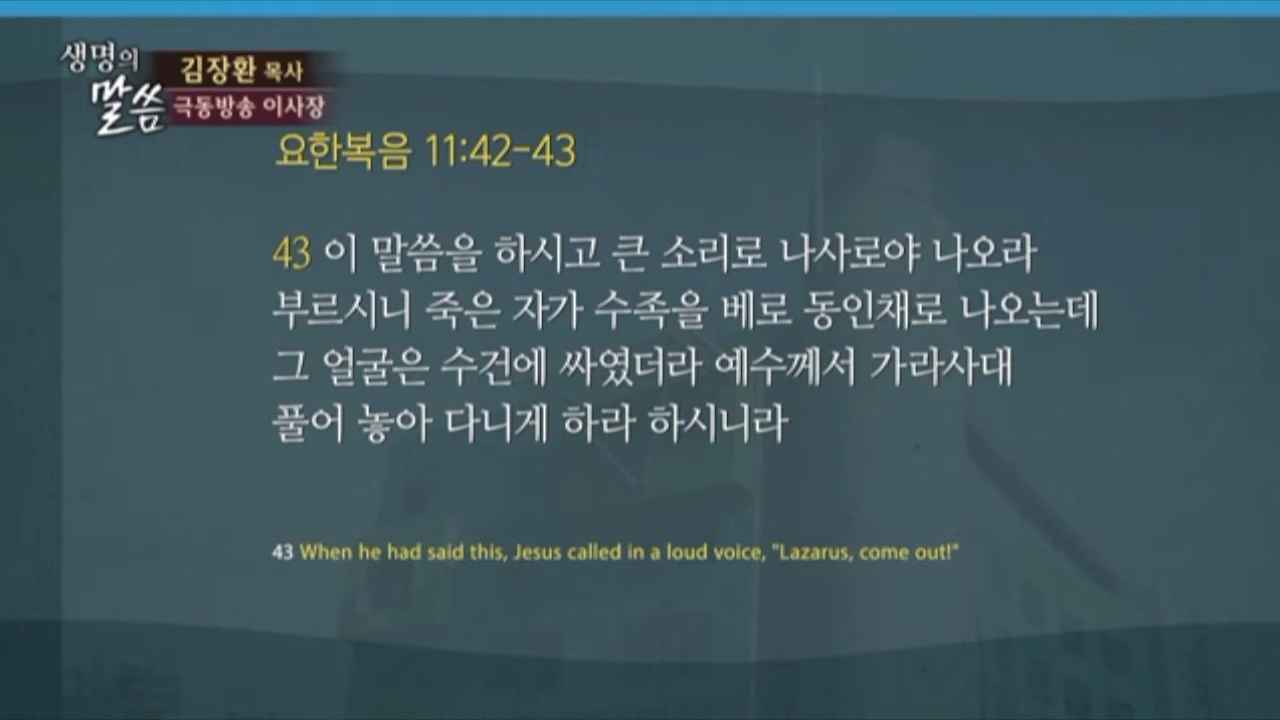 생명의
말씀
김장환 목사
극동방송 이사장
요한복음 11:42-43
43 이 말씀을 하시고 큰 소리로 나사로야 나오라
부르시니 죽은 자가 수족을 베로 동인채로 나오는데
그 얼굴은 수건에 싸였더라 예수께서 가라사대
풀어 놓아 다니게 하라 하시니라
43 When he had said this, Jesus called in a loud voice, "Lazarus, come out!"